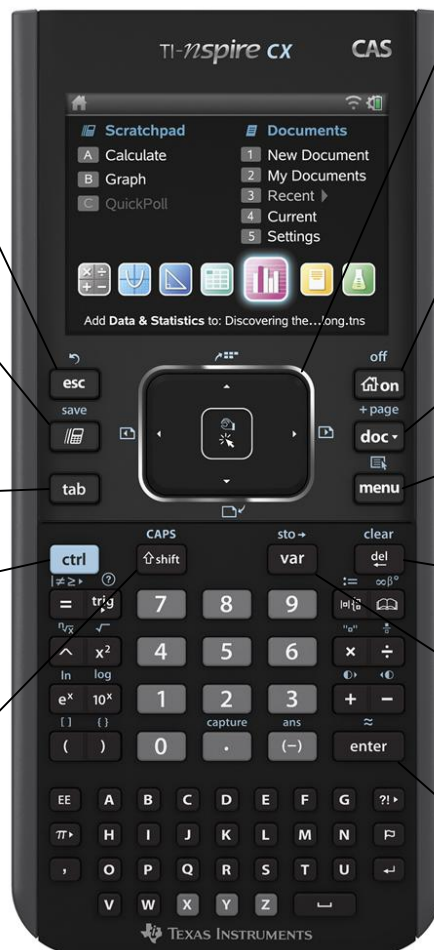 TI-nspire CX CAS
Scratchpad Documents
A Calculate 1 New Document
B Graph 2 My Documents
C QuickPoll 3 Recent
4 Current
5 Settings
Add Data & Statistics to: Discovering the...'ong.tns
off
esc on
save +page
doc
tab menu
CAPS sto→ clear
ctrl ⇧shift var del
|≠≥▸ ? := ∞β°
= trig 7 8 9
ⁿ√x √ "▫"
^ x² 4 5 6 × ÷
ln log
eˣ 10ˣ 1 2 3 + −
[ ] { } capture ans ≈
( ) 0 . (−) enter
EE A B C D E F G ?!▸
π▸ H I J K L M N
, O P Q R S T U ↵
V W X Y Z
TEXAS INSTRUMENTS